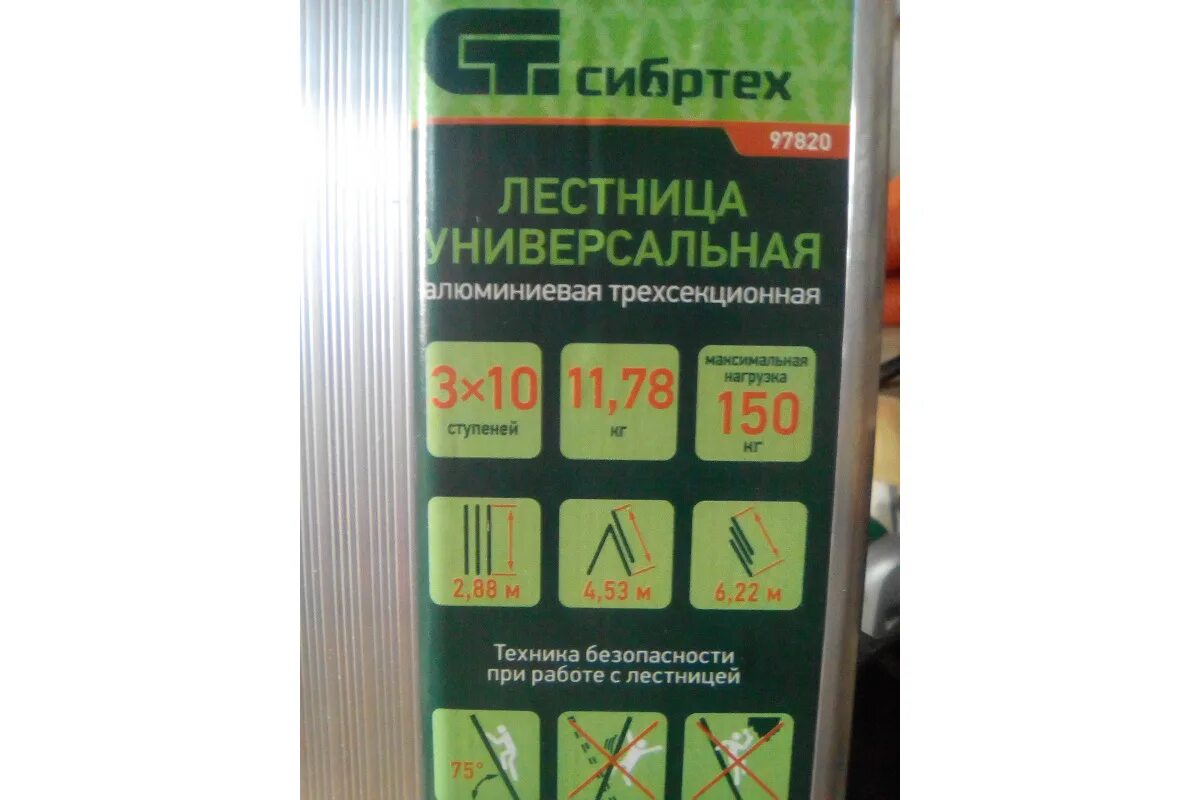 СТ.
сибртех
97820
ЛЕСТНИЦА
УНИВЕРСАЛЬНАЯ
алюминиевая трехсекционная
3×10
ступеней
11,78
кг
максимальная
нагрузка
150
кг
2,88 м
4,53 м
6,22 м
Техника безопасности
при работе с лестницей
75°